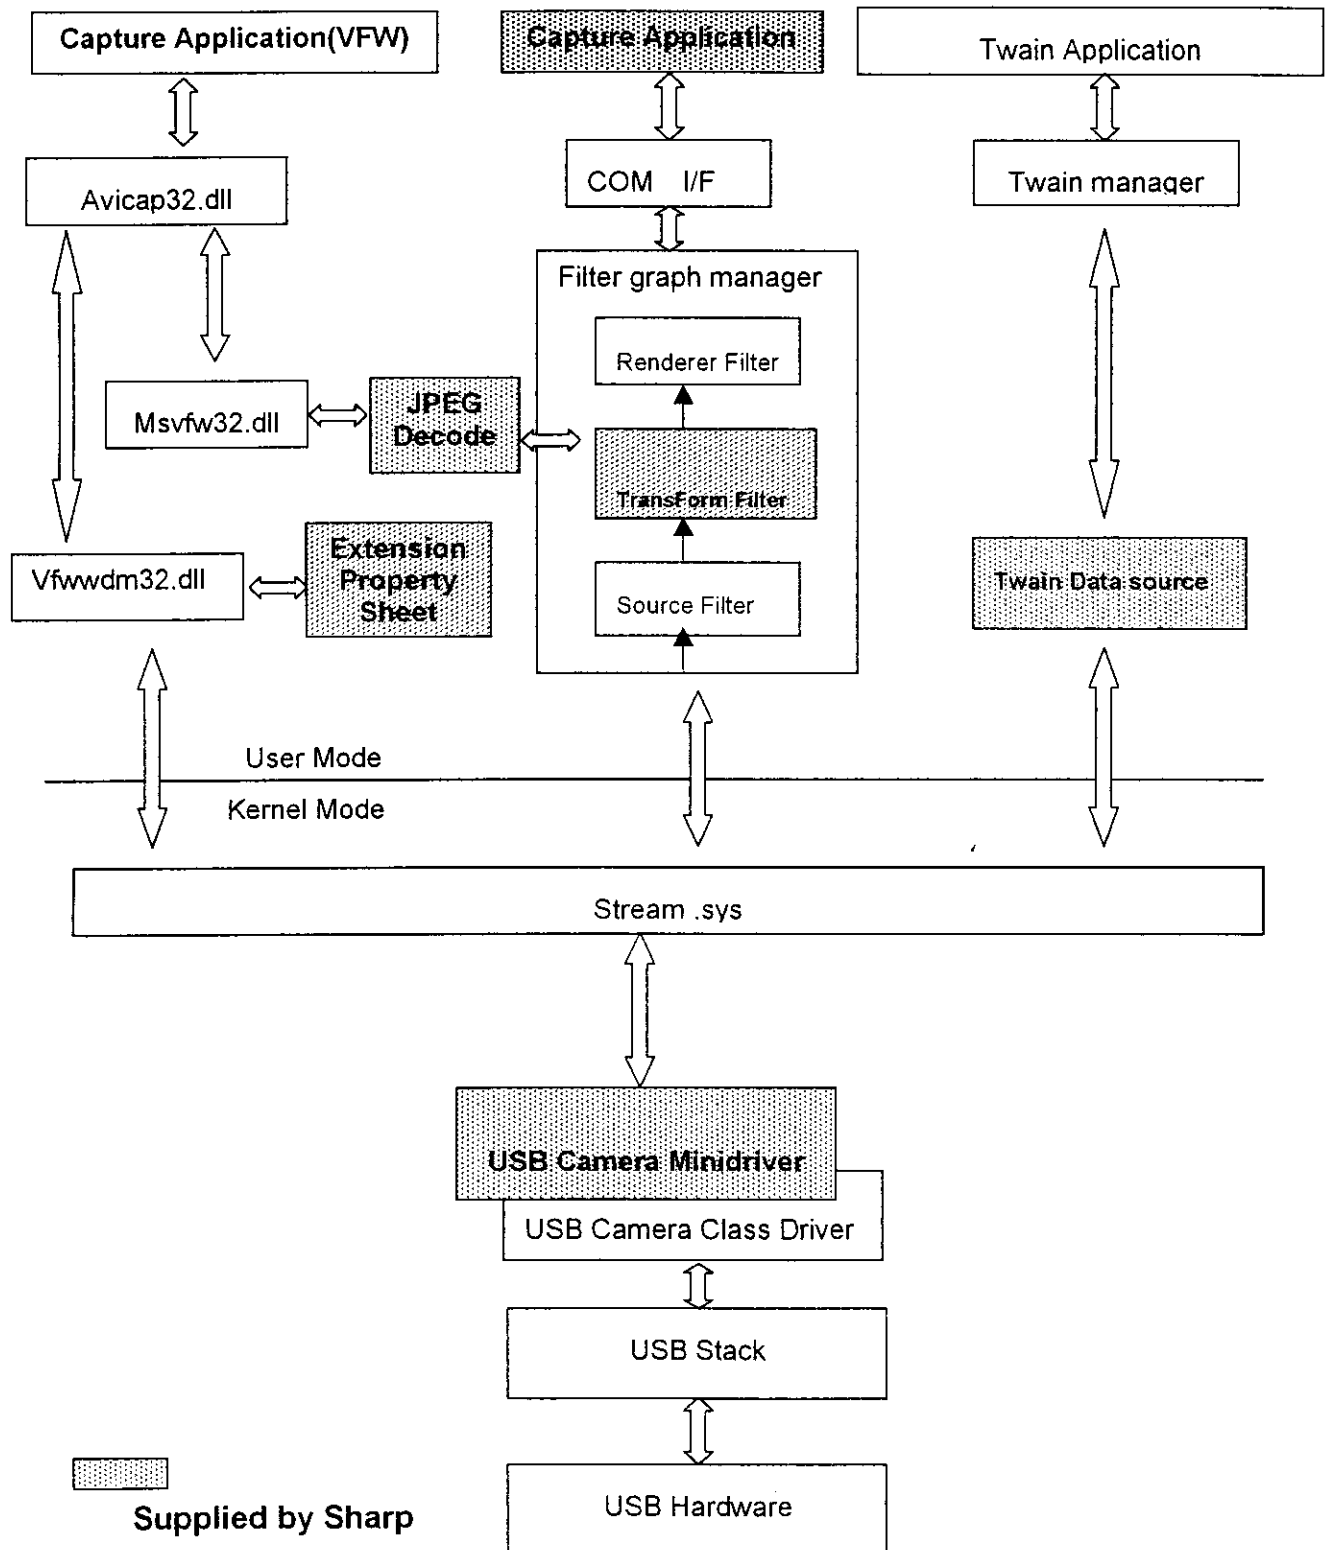 Capture Application(VFW)
Capture Application
Twain Application
Avicap32.dll
COM I/F
Twain manager
Filter graph manager
Renderer Filter
Msvfw32.dll
JPEG
Decode
TransForm Filter
Vfwwdm32.dll
Extension
Property
Sheet
Source Filter
Twain Data source
User Mode
Kernel Mode
Stream .sys
USB Camera Minidriver
USB Camera Class Driver
USB Stack
USB Hardware
Supplied by Sharp